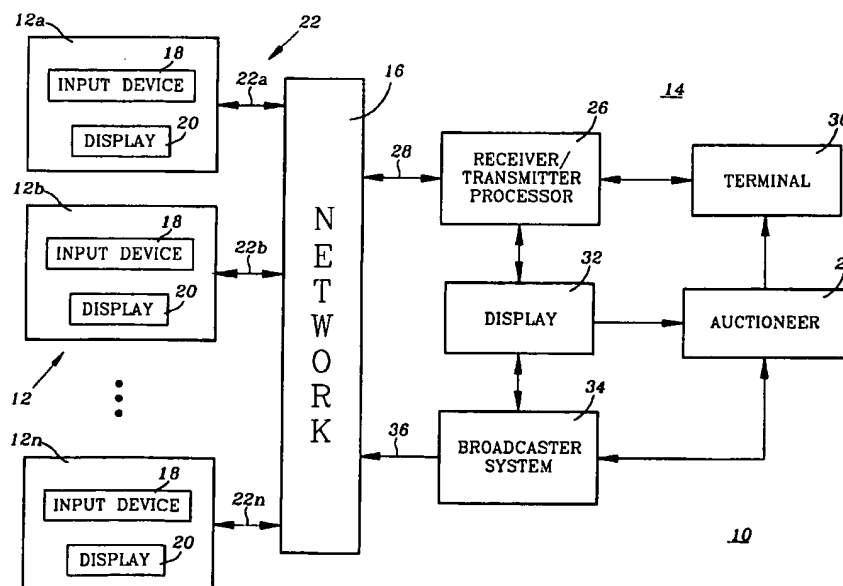 12a
22
18
INPUT DEVICE
22a
16
14
20
DISPLAY
26
28
RECEIVER/
TRANSMITTER
PROCESSOR
TERMINAL
12b
18
INPUT DEVICE
22b
NETWORK
32
20
DISPLAY
DISPLAY
AUCTIONEER
12
34
36
BROADCASTER
SYSTEM
12n
18
INPUT DEVICE
22n
20
DISPLAY
10